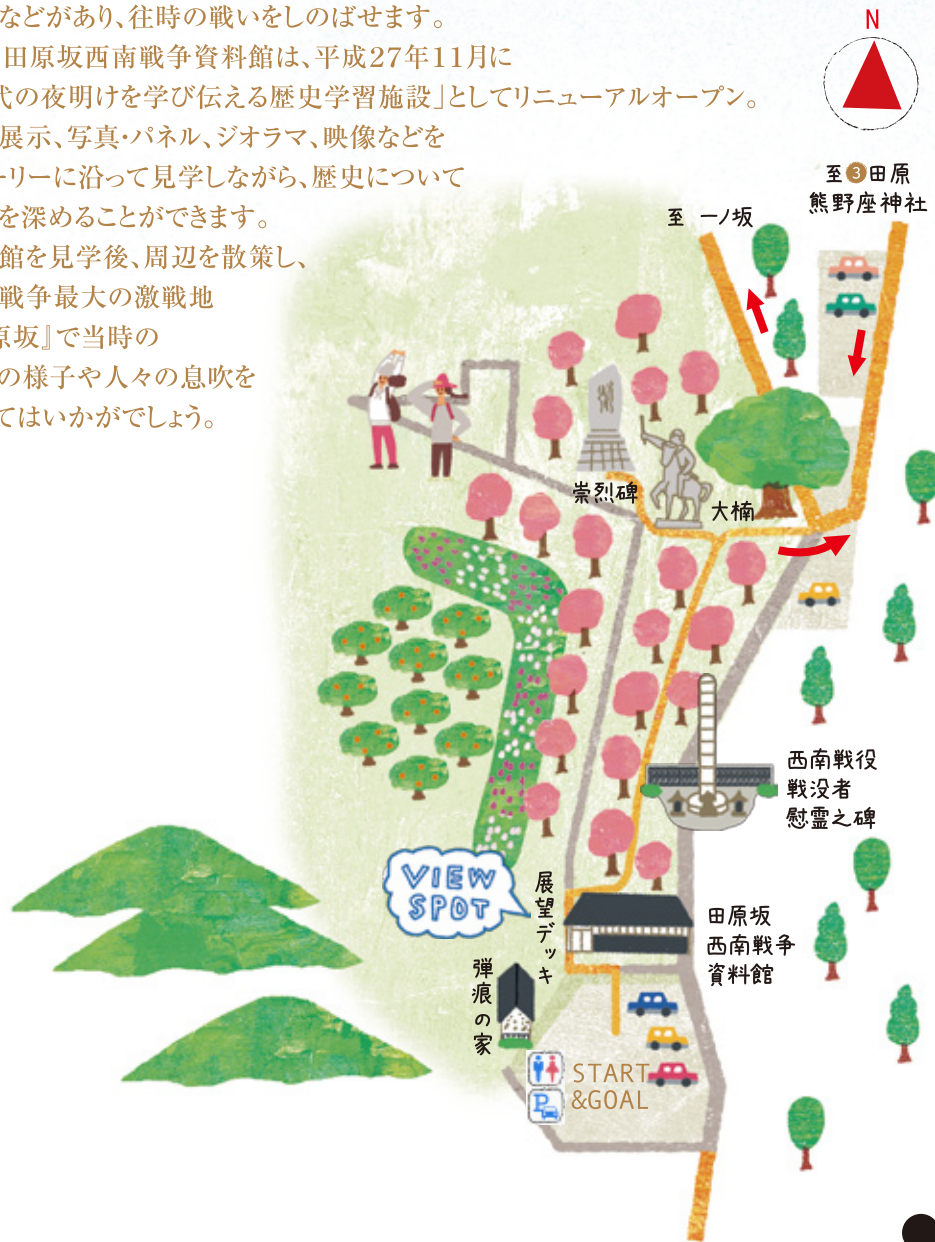 などがあり、往時の戦いをしのばせます。
田原坂西南戦争資料館は、平成27年11月に
代の夜明けを学び伝える歴史学習施設」としてリニューアルオープン。
展示、写真・パネル、ジオラマ、映像などを
ーリーに沿って見学しながら、歴史について
を深めることができます。
館を見学後、周辺を散策し、
戦争最大の激戦地
原坂』で当時の
の様子や人々の息吹を
てはいかがでしょう。
N
至3田原
熊野座神社
至 一ノ坂
崇烈碑
大楠
西南戦役
戦没者
慰霊之碑
VIEW
SPOT
展望デッキ
田原坂
西南戦争
資料館
弾痕の家
START
&GOAL
P